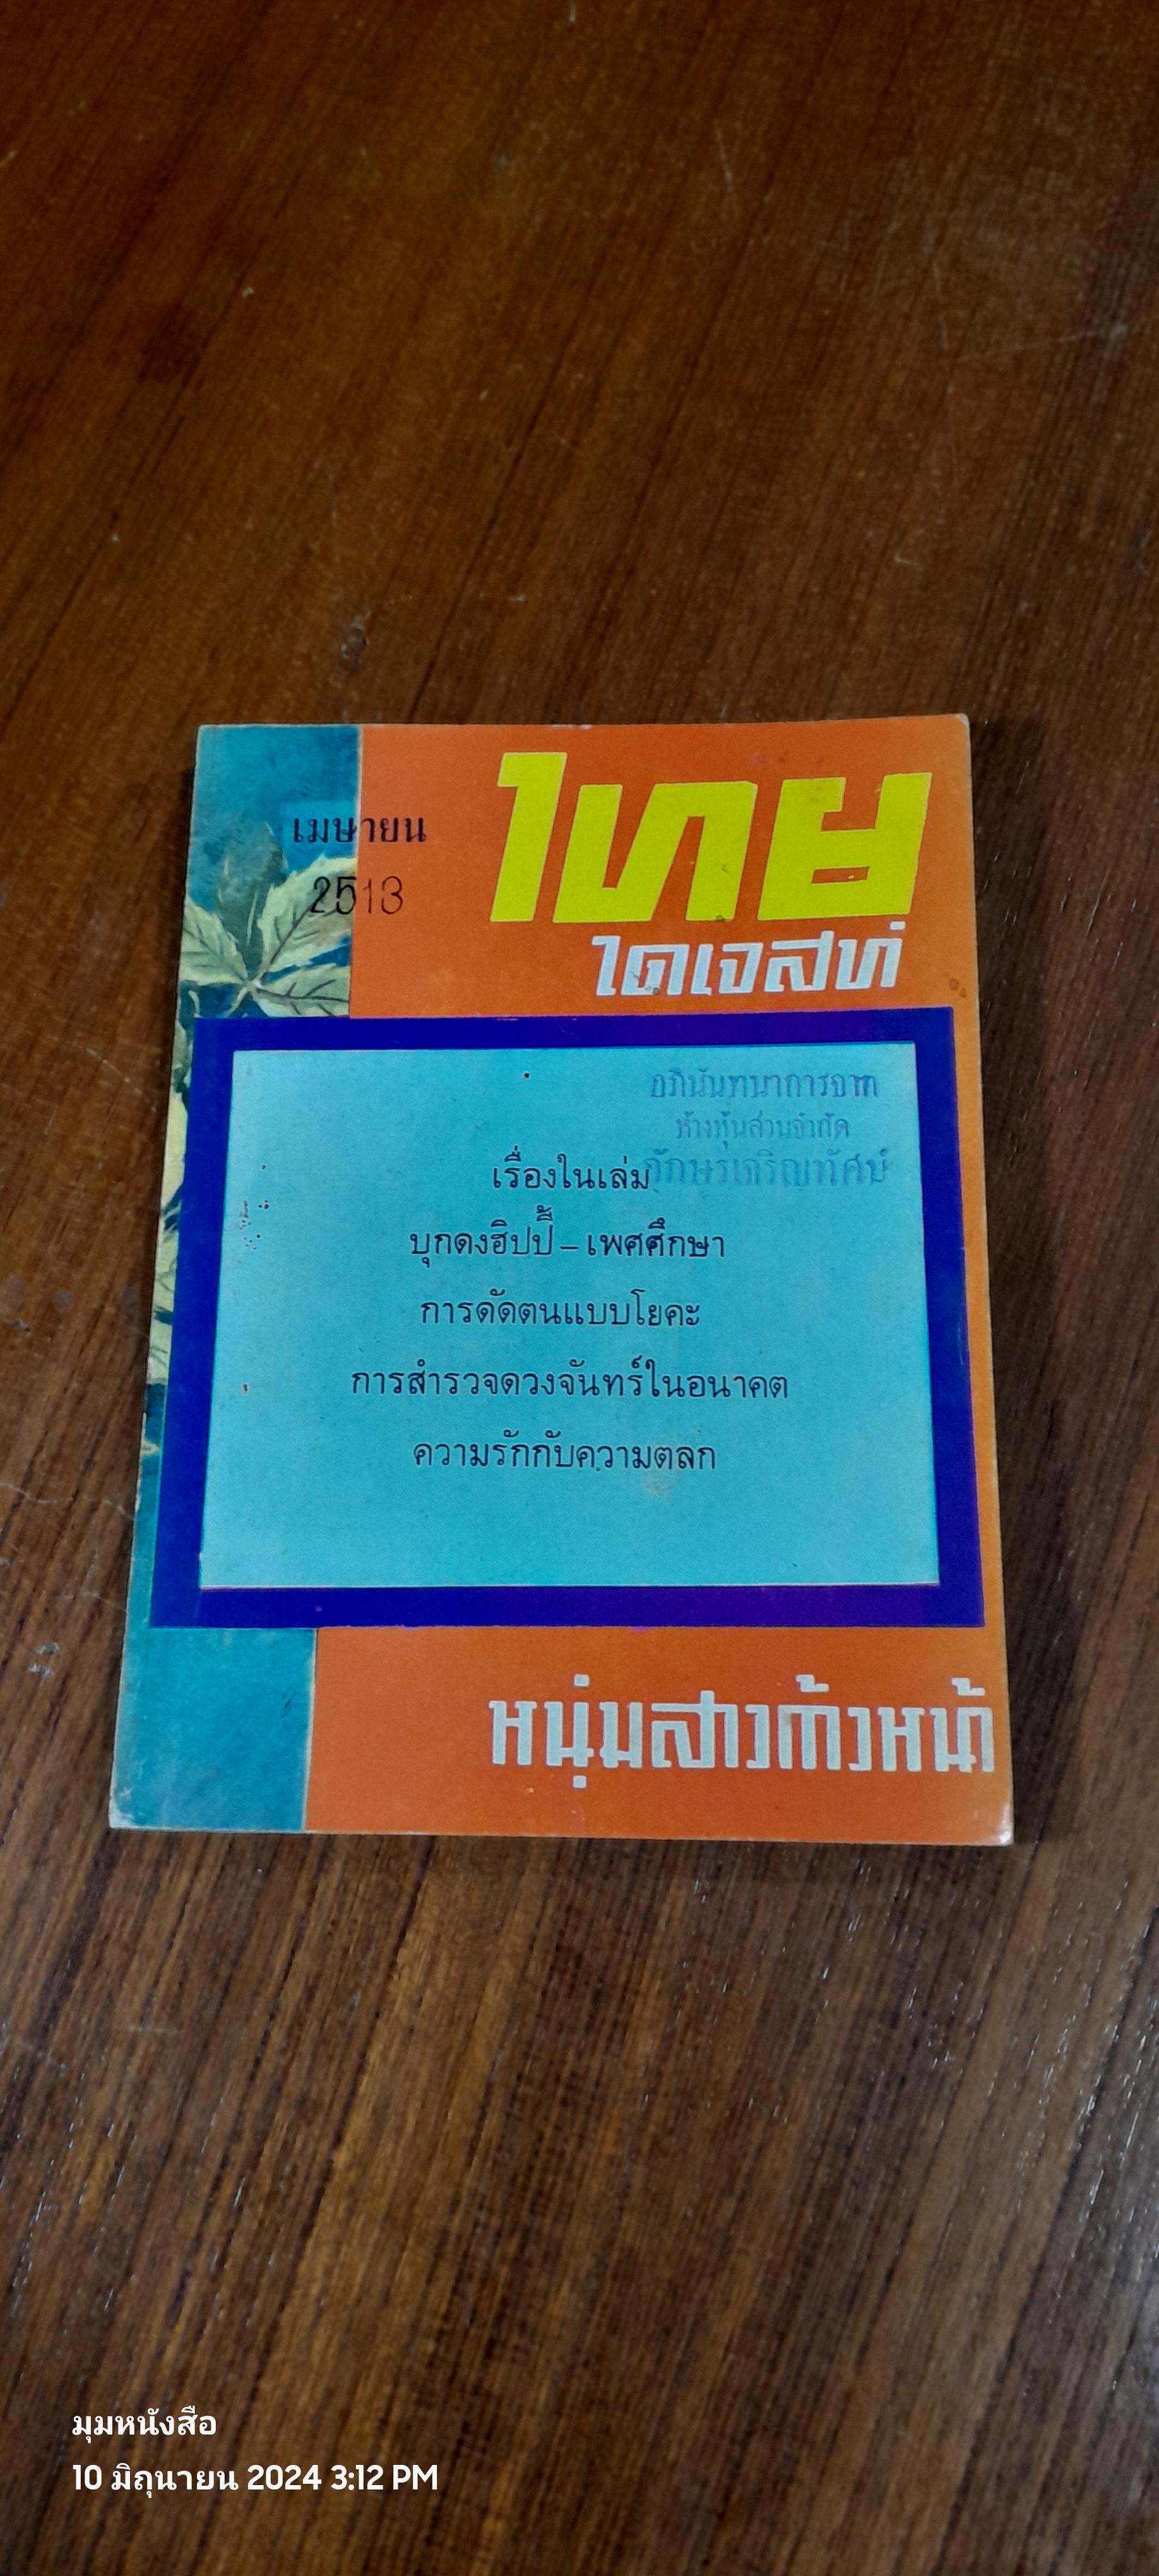 เมษายน
2513
ไทย
ไดเจสท์
อภินันทนาการจาก
ห้างหุ้นส่วนจำกัด
อักษรเจริญทัศน์
เรื่องในเล่ม
บุกดงฮิปปี้ – เพศศึกษา
การดัดตนแบบโยคะ
การสำรวจดวงจันทร์ในอนาคต
ความรักกับความตลก
หนุ่มสาวก้าวหน้า
มุมหนังสือ
10 มิถุนายน 2024 3:12 PM